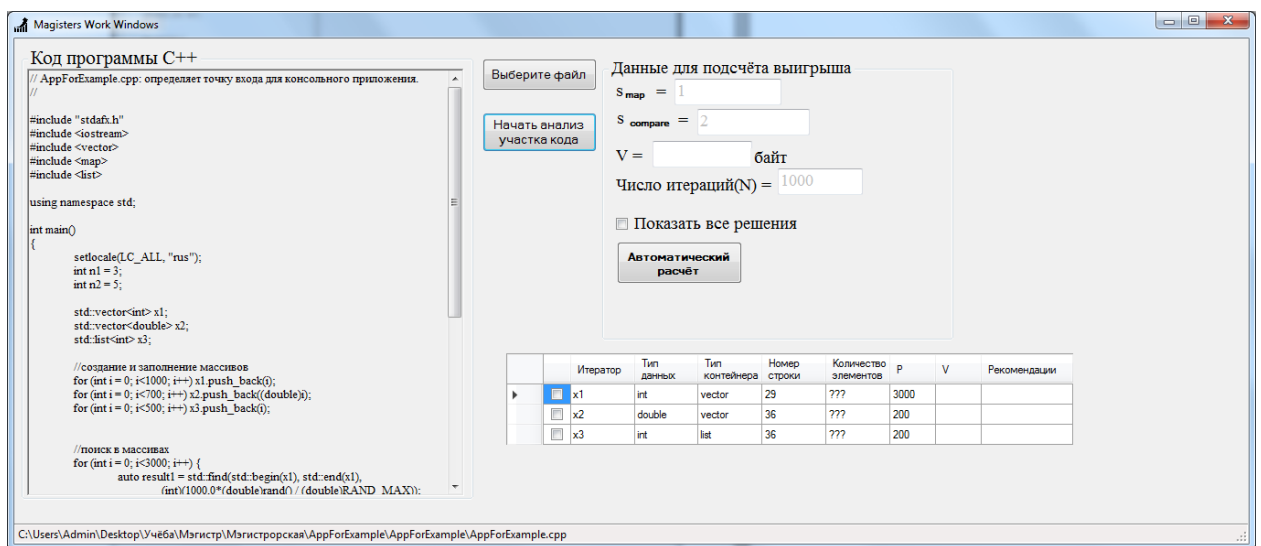 Magisters Work Windows
Код программы C++
// AppForExample.cpp: определяет точку входа для консольного приложения.
//
#include "stdafx.h"
#include <iostream>
#include <vector>
#include <map>
#include <list>
using namespace std;
int main()
{
setlocale(LC_ALL, "rus");
int n1 = 3;
int n2 = 5;
std::vector<int> x1;
std::vector<double> x2;
std::list<int> x3;
//создание и заполнение массивов
for (int i = 0; i<1000; i++) x1.push_back(i);
for (int i = 0; i<700; i++) x2.push_back((double)i);
for (int i = 0; i<500; i++) x3.push_back(i);
//поиск в массивах
for (int i = 0; i<3000; i++) {
auto result1 = std::find(std::begin(x1), std::end(x1),
(int)(1000.0*(double)rand() / (double)RAND_MAX));
Выберите файл
Начать анализ
участка кода
Данные для подсчёта выигрыша
S map = 1
S compare = 2
V = байт
Число итераций(N) = 1000
Показать все решения
Автоматический
расчёт
Итератор Тип данных Тип контейнера Номер строки Количество элементов P V Рекомендации
x1 int vector 29 ??? 3000
x2 double vector 36 ??? 200
x3 int list 36 ??? 200
C:\Users\Admin\Desktop\Учёба\Магистр\Мэгистрорская\AppForExample\AppForExample\AppForExample.cpp